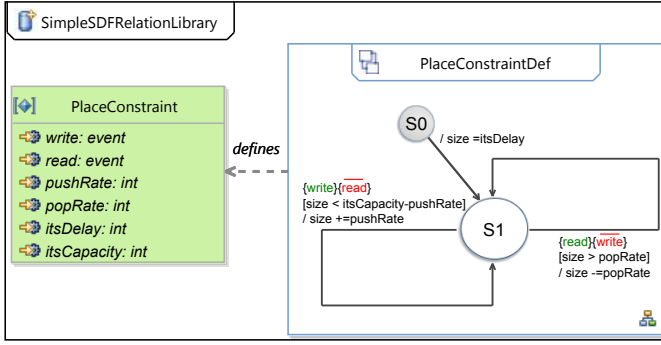 SimpleSDFRelationLibrary
PlaceConstraint
write: event
read: event
pushRate: int
popRate: int
itsDelay: int
itsCapacity: int
defines
PlaceConstraintDef
S0
/ size =itsDelay
{write}{read}
[size < itsCapacity-pushRate]
/ size +=pushRate
S1
{read}{write}
[size > popRate]
/ size -=popRate